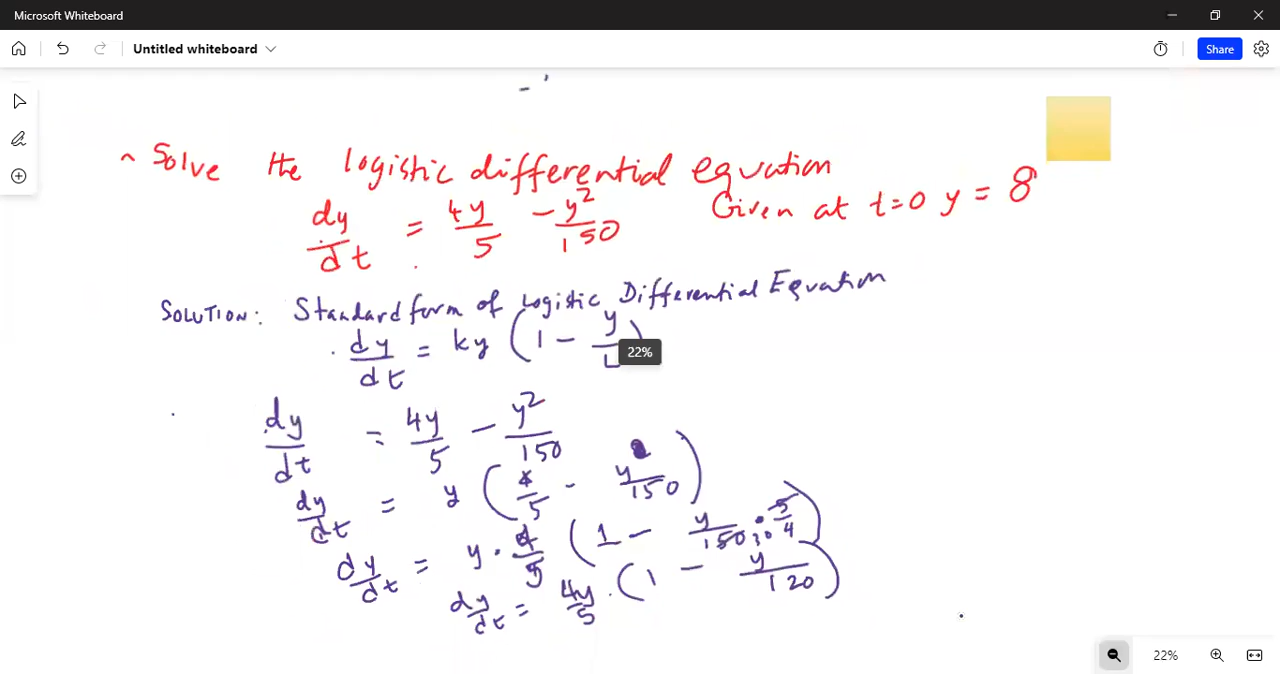 Microsoft Whiteboard
Untitled whiteboard
Share
Solve the logistic differential equation
dy/dt = 4y/5 - y²/150 Given at t=0 y = 8
SOLUTION: Standard form of Logistic Differential Equation
dy/dt = ky (1 - y/L)
22%
dy/dt = 4y/5 - y²/150
dy/dt = y (4/5 - y/150)
dy/dt = y · 4/5 (1 - y/150 30 · 5/4)
dy/dt = 4y/5 · (1 - y/120)
22%